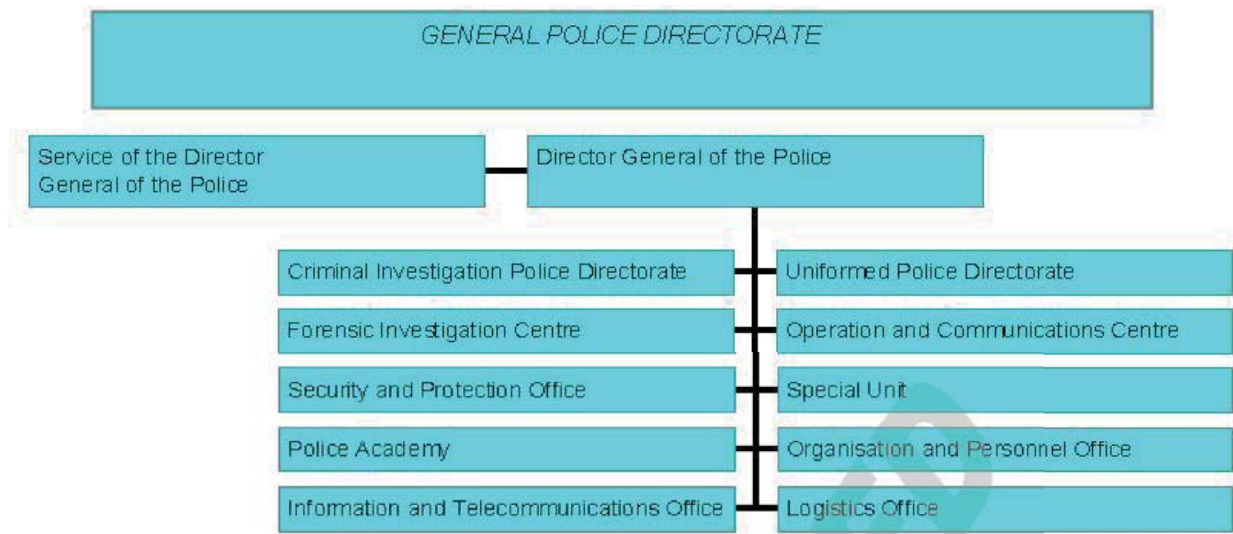 GENERAL POLICE DIRECTORATE
Service of the Director
General of the Police
Director General of the Police
Criminal Investigation Police Directorate
Uniformed Police Directorate
Forensic Investigation Centre
Operation and Communications Centre
Security and Protection Office
Special Unit
Police Academy
Organisation and Personnel Office
Information and Telecommunications Office
Logistics Office